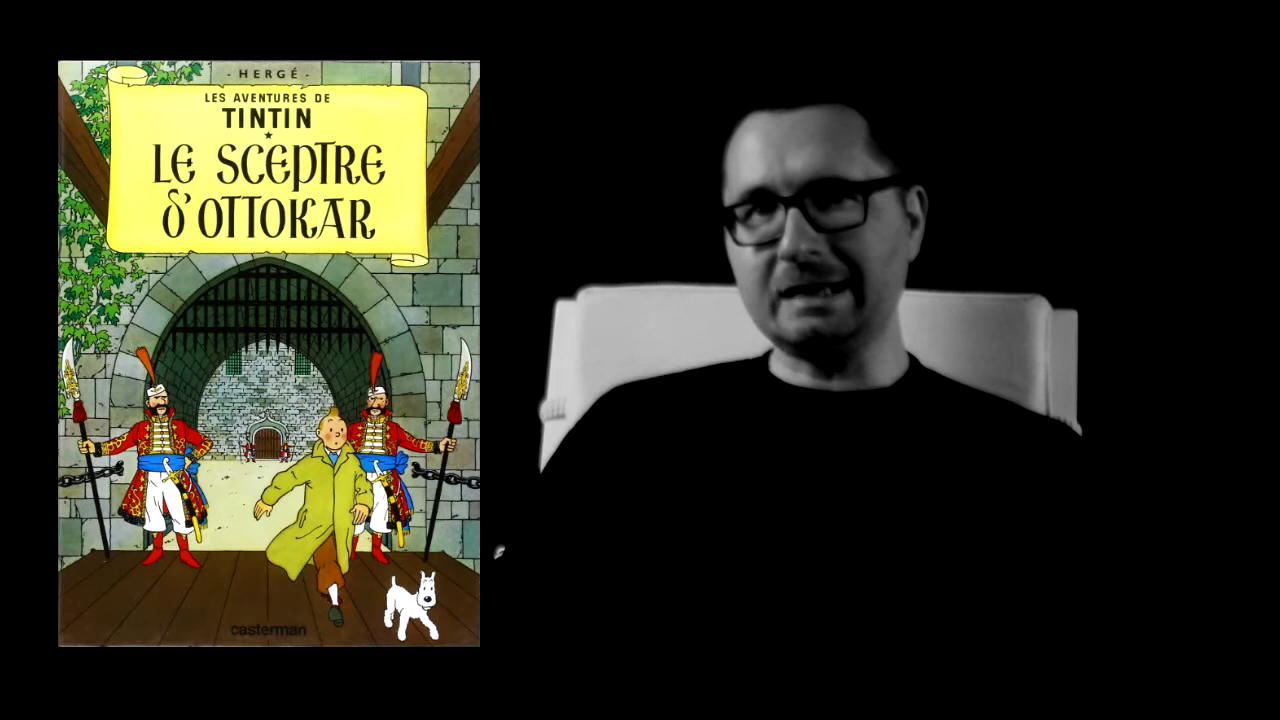 - HERGÉ -
LES AVENTURES DE
TINTIN
LE SCEPTRE
D'OTTOKAR
casterman